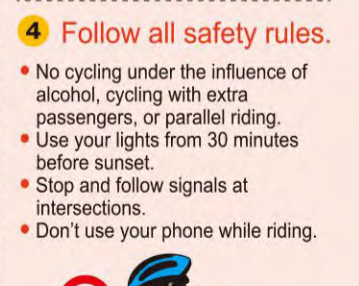 4 Follow all safety rules.
• No cycling under the influence of
alcohol, cycling with extra
passengers, or parallel riding.
• Use your lights from 30 minutes
before sunset.
• Stop and follow signals at
intersections.
• Don't use your phone while riding.